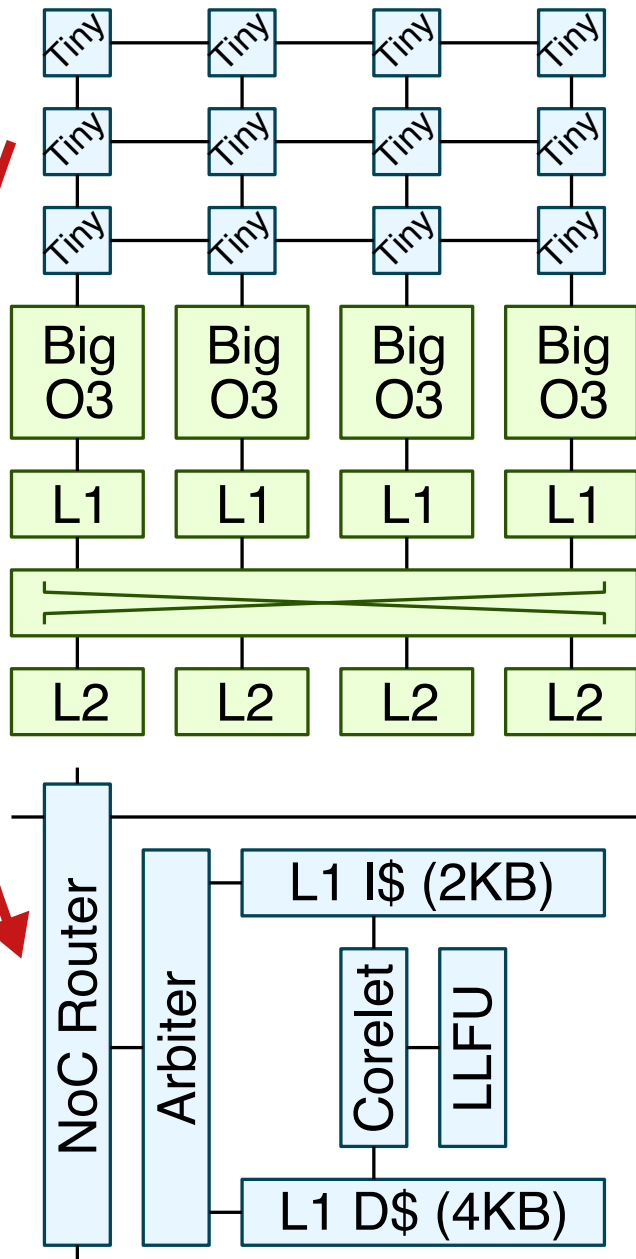 Tiny Tiny Tiny Tiny
Tiny Tiny Tiny Tiny
Tiny Tiny Tiny Tiny
Big Big Big Big
O3 O3 O3 O3
L1 L1 L1 L1
L2 L2 L2 L2
NoC Router
Arbiter
L1 I$ (2KB)
Corelet
LLFU
L1 D$ (4KB)